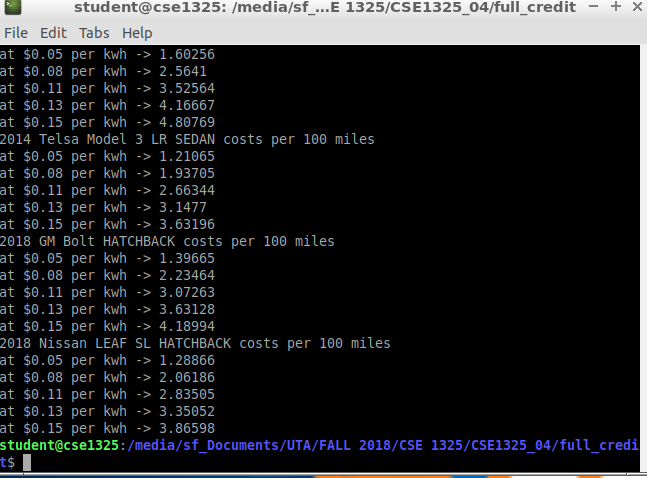 student@cse1325: /media/sf_...E 1325/CSE1325_04/full_credit
File Edit Tabs Help
at $0.05 per kwh -> 1.60256
at $0.08 per kwh -> 2.5641
at $0.11 per kwh -> 3.52564
at $0.13 per kwh -> 4.16667
at $0.15 per kwh -> 4.80769
2014 Telsa Model 3 LR SEDAN costs per 100 miles
at $0.05 per kwh -> 1.21065
at $0.08 per kwh -> 1.93705
at $0.11 per kwh -> 2.66344
at $0.13 per kwh -> 3.1477
at $0.15 per kwh -> 3.63196
2018 GM Bolt HATCHBACK costs per 100 miles
at $0.05 per kwh -> 1.39665
at $0.08 per kwh -> 2.23464
at $0.11 per kwh -> 3.07263
at $0.13 per kwh -> 3.63128
at $0.15 per kwh -> 4.18994
2018 Nissan LEAF SL HATCHBACK costs per 100 miles
at $0.05 per kwh -> 1.28866
at $0.08 per kwh -> 2.06186
at $0.11 per kwh -> 2.83505
at $0.13 per kwh -> 3.35052
at $0.15 per kwh -> 3.86598
student@cse1325:/media/sf_Documents/UTA/FALL 2018/CSE 1325/CSE1325_04/full_credi
t$